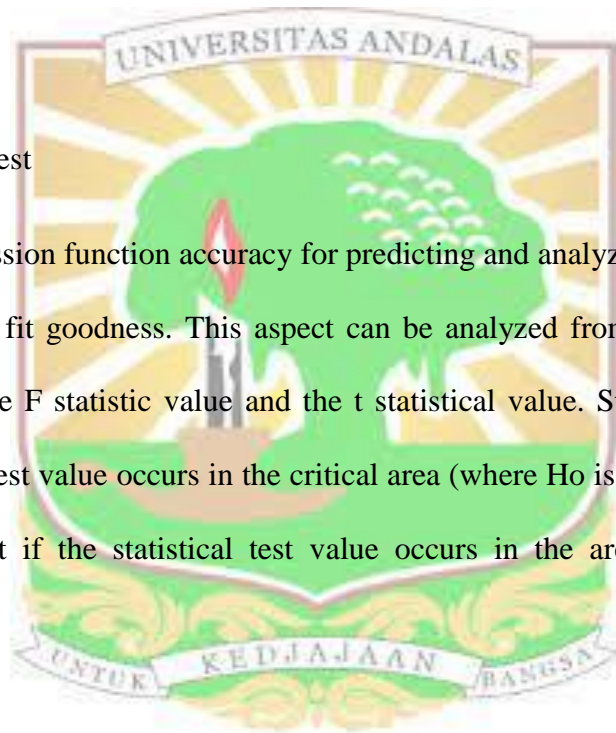 UNIVERSITAS ANDALAS
est
ssion function accuracy for predicting and analyz
fit goodness. This aspect can be analyzed from
e F statistic value and the t statistical value. S
est value occurs in the critical area (where Ho is
t if the statistical test value occurs in the ar
UNTUK KEDJAJAAN BANGSA